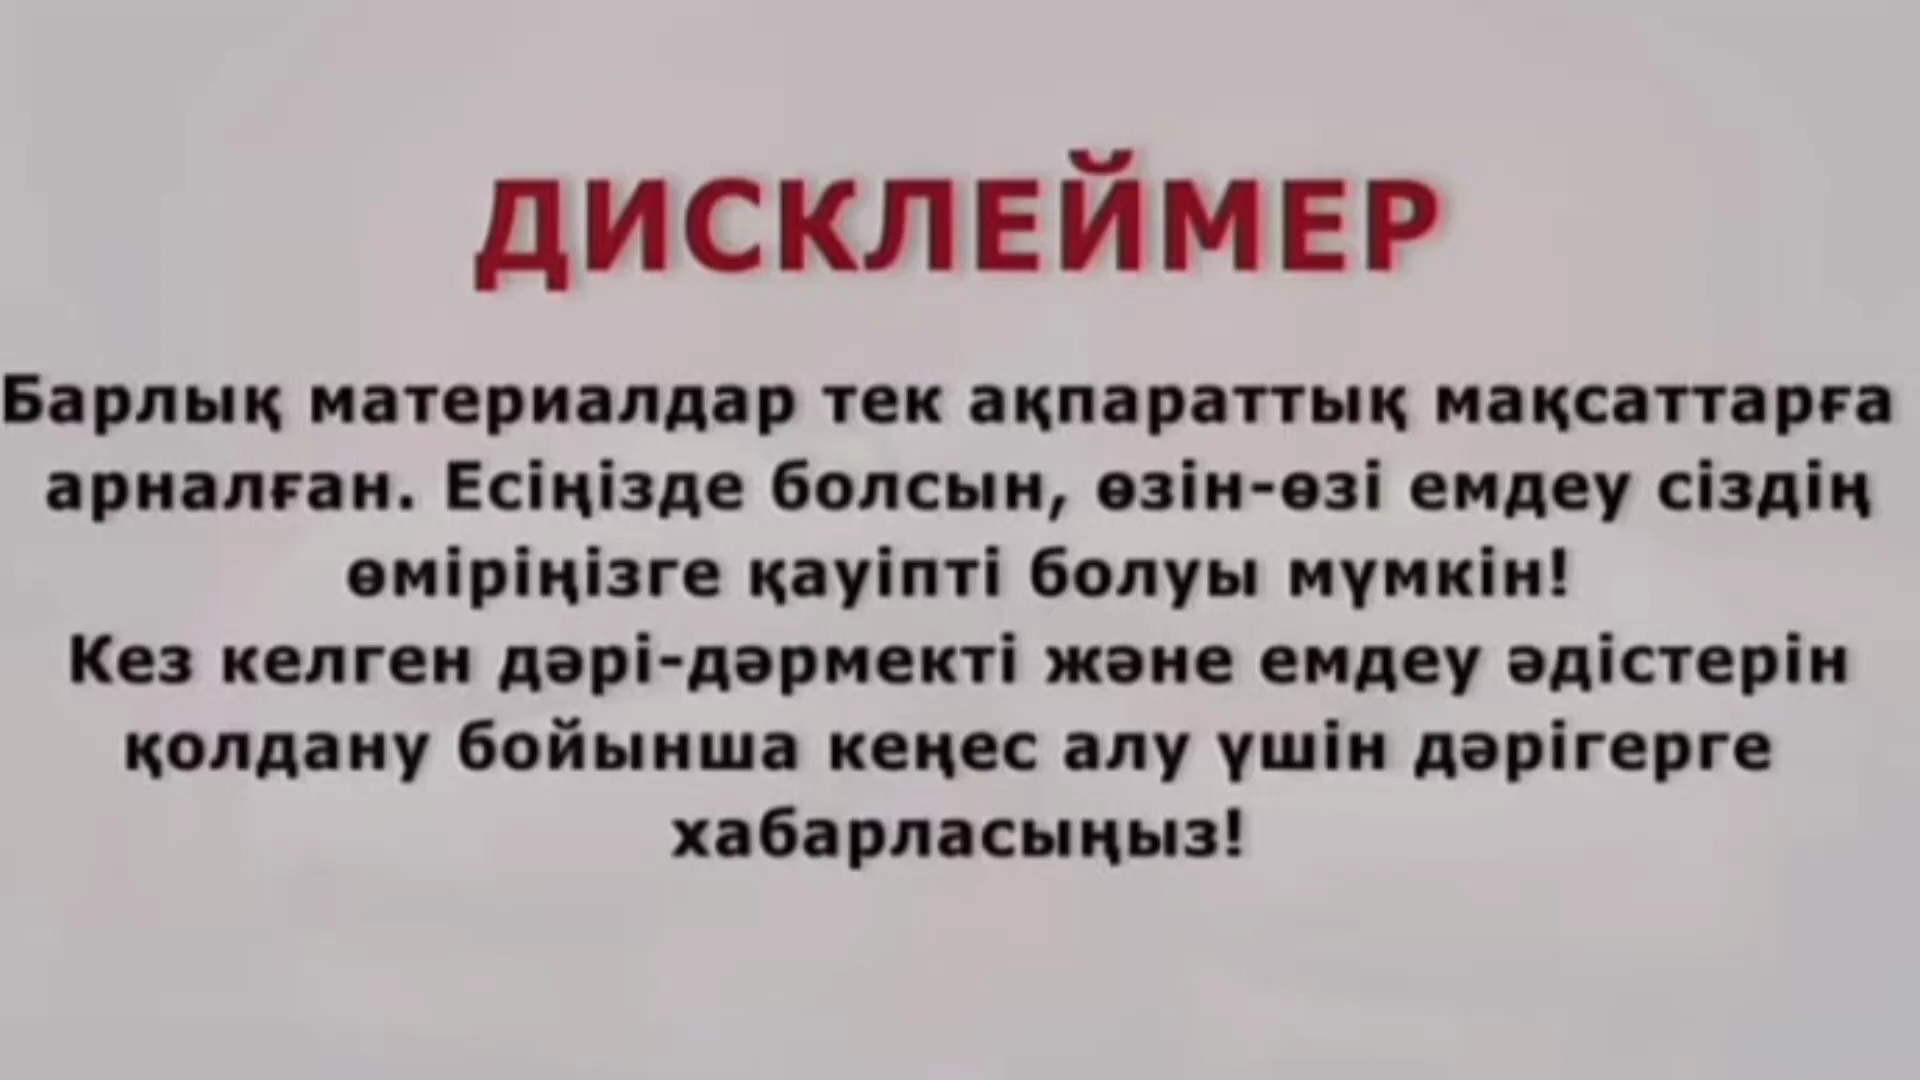 ДИСКЛЕЙМЕР
Барлық материалдар тек ақпараттық мақсаттарға
арналған. Есіңізде болсын, өзін-өзі емдеу сіздің
өміріңізге қауіпті болуы мүмкін!
Кез келген дәрі-дәрмекті және емдеу әдістерін
қолдану бойынша кеңес алу үшін дәрігерге
хабарласыңыз!